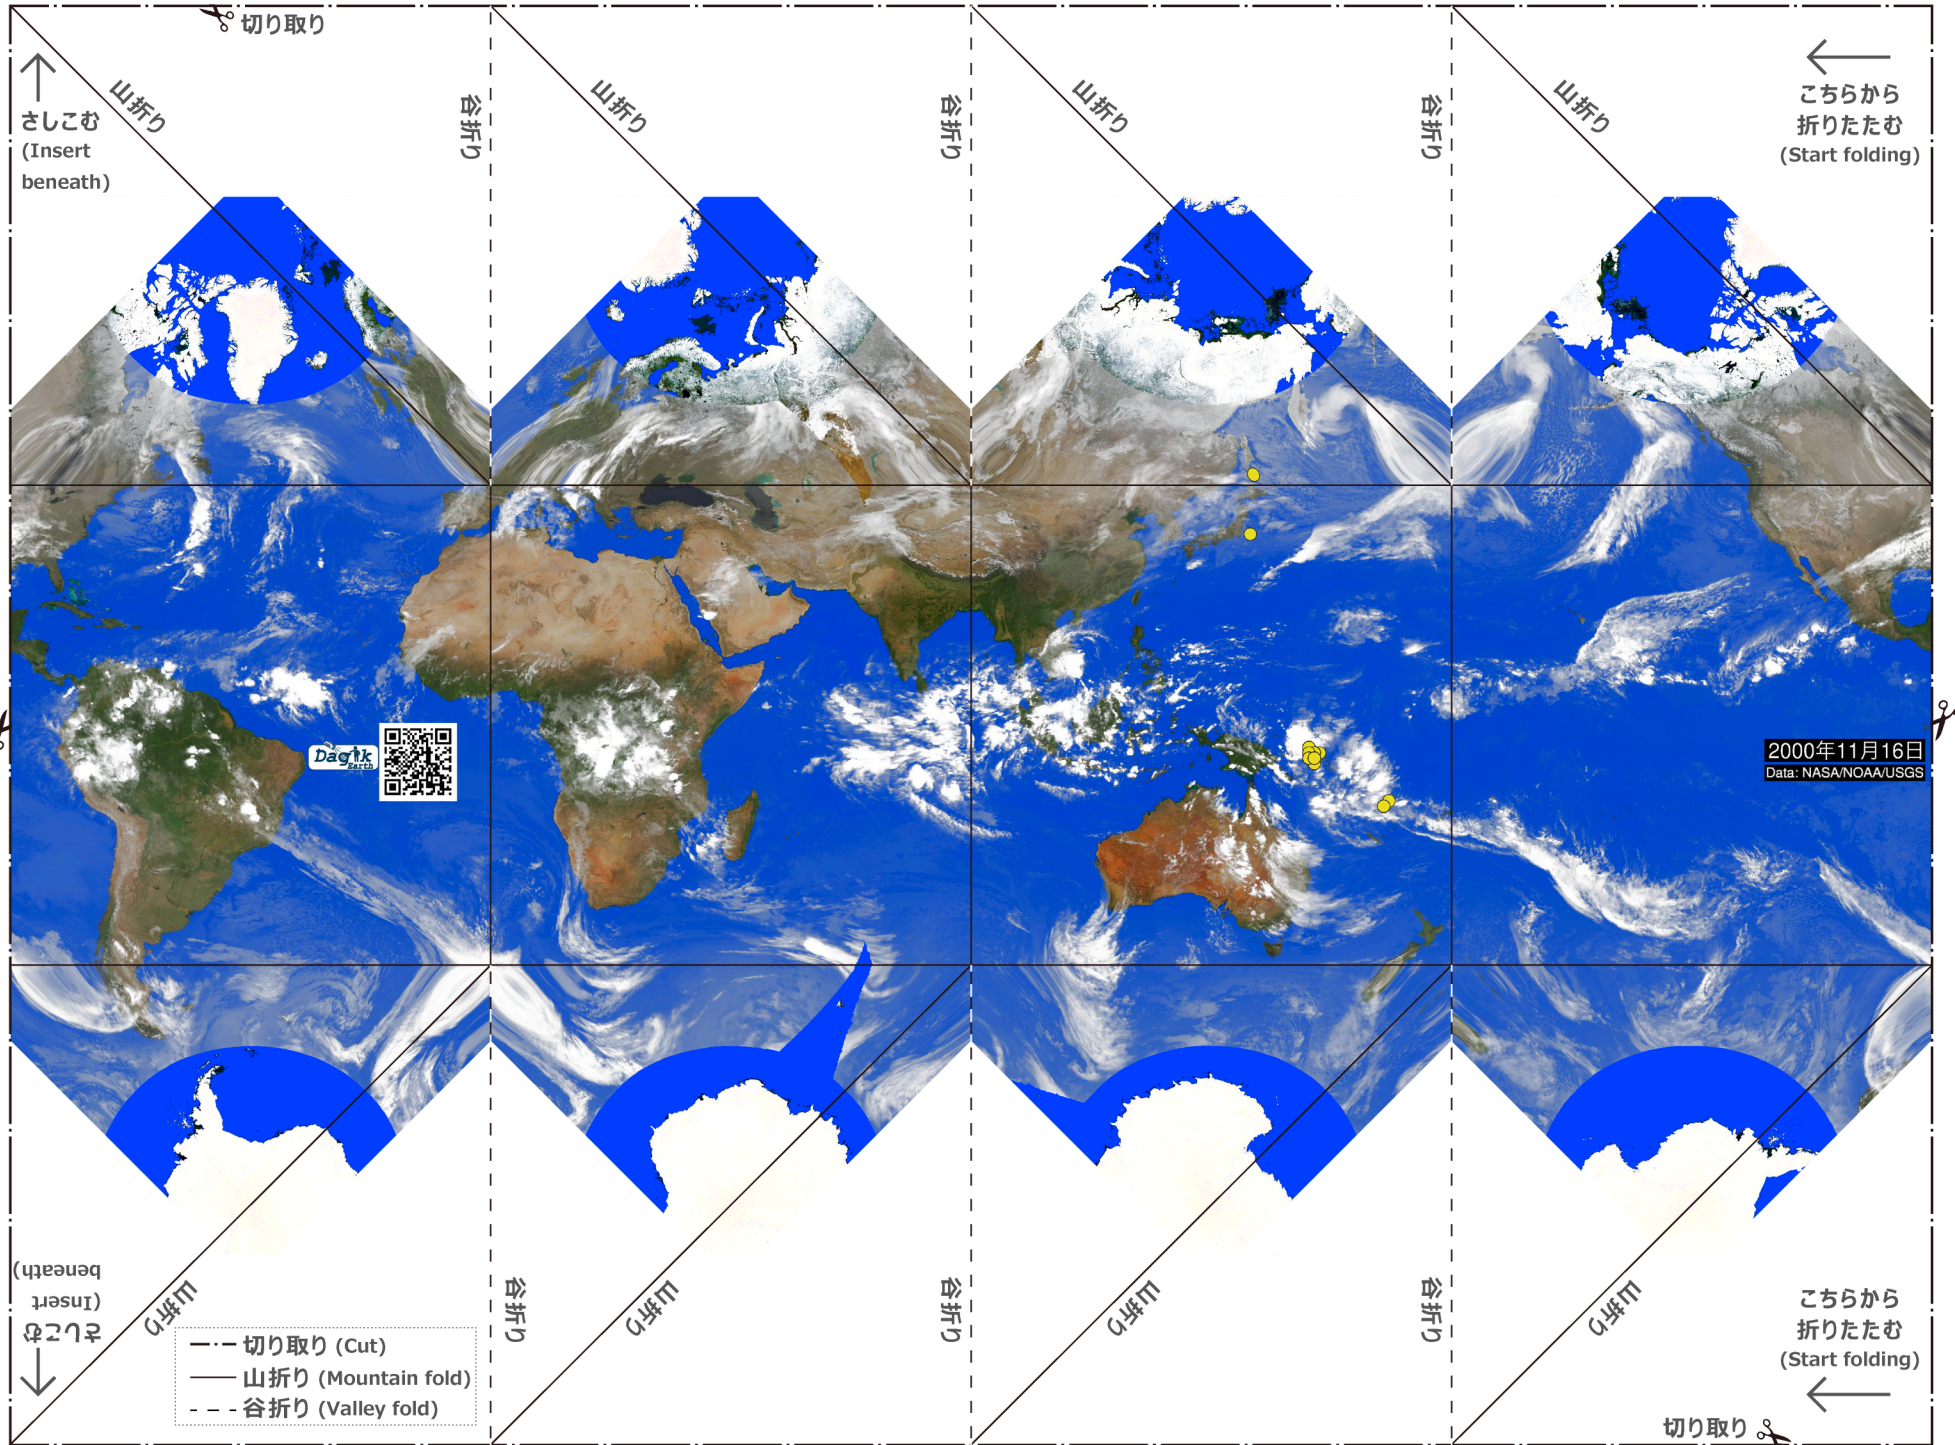 切り取り
さしこむ
(Insert
beneath)
山折り
谷折り
山折り
谷折り
山折り
谷折り
山折り
こちらから
折りたたむ
(Start folding)
Dagik
Earth
2000年11月16日
Data: NASA/NOAA/USGS
さしこむ
(Insert
beneath)
山折り
谷折り
山折り
谷折り
山折り
谷折り
山折り
こちらから
折りたたむ
(Start folding)
切り取り (Cut)
山折り (Mountain fold)
谷折り (Valley fold)
切り取り